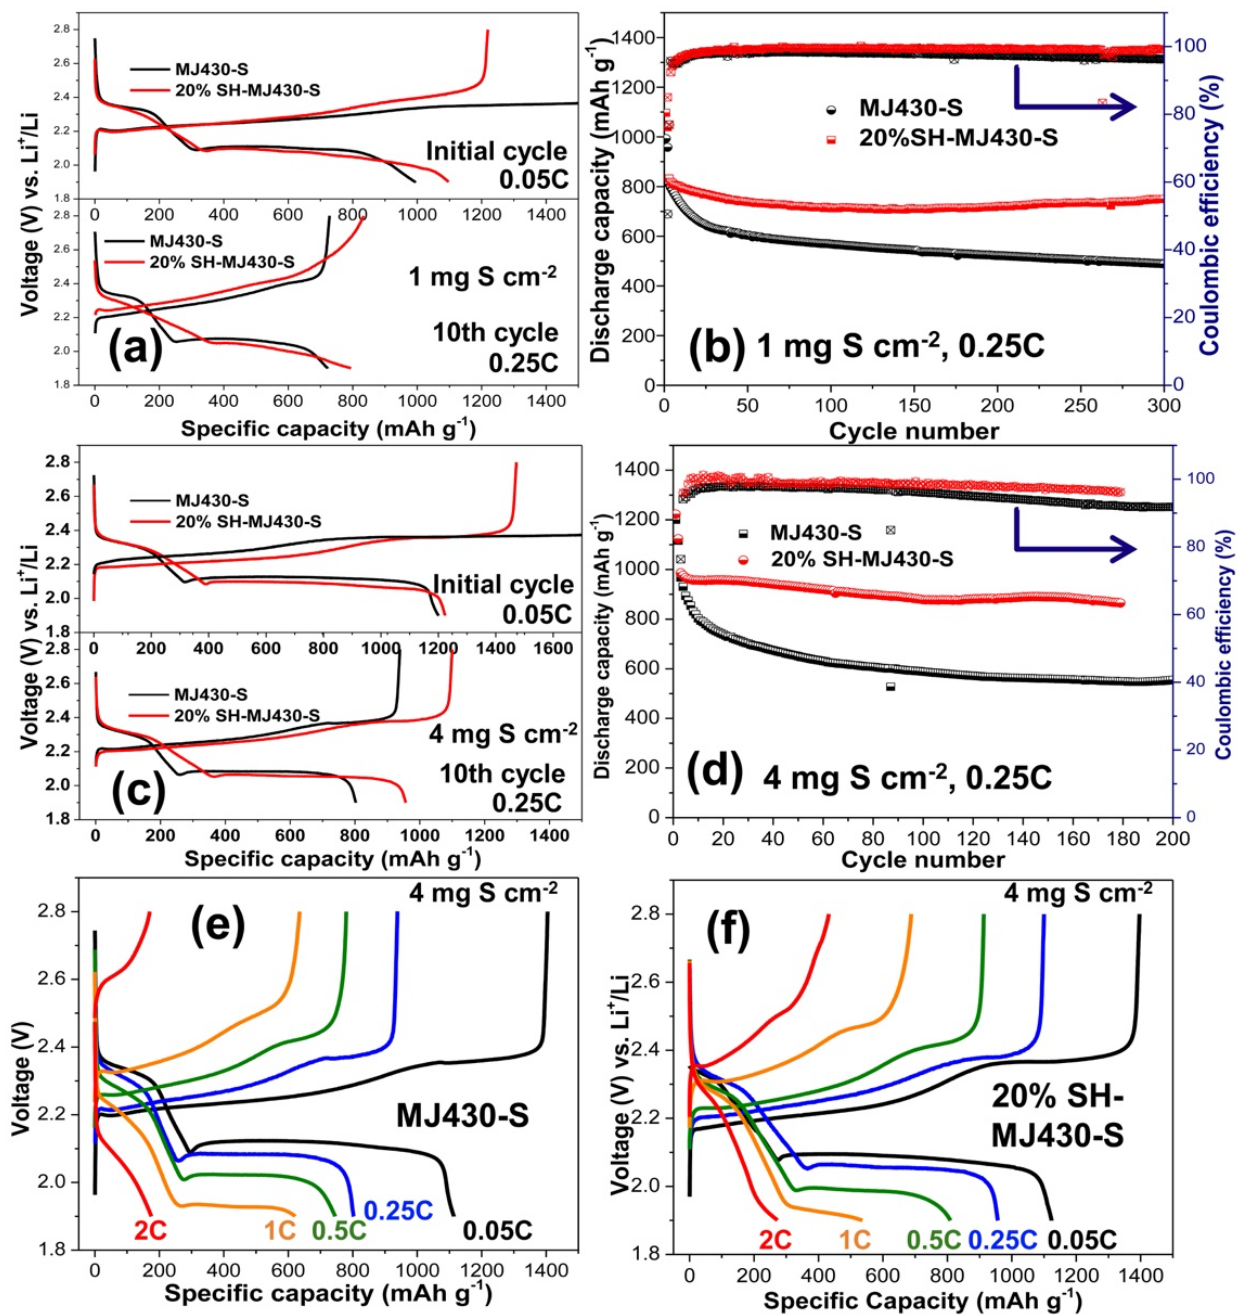 2.8
2.6
2.4
2.2
2.0
1.8
MJ430-S
20% SH-MJ430-S
Initial cycle
0.05C
0 200 400 600 800 1000 1200 1400
2.8
2.6
2.4
2.2
2.0
1.8
MJ430-S
20% SH-MJ430-S
1 mg S cm⁻²
10th cycle
0.25C
(a)
0 200 400 600 800 1000 1200 1400
Voltage (V) vs. Li⁺/Li
Specific capacity (mAh g⁻¹)
Discharge capacity (mAh g⁻¹)
1400
1200
1000
800
600
400
200
0
MJ430-S
20%SH-MJ430-S
(b) 1 mg S cm⁻², 0.25C
100
80
60
40
20
0
Coulombic efficiency (%)
0 50 100 150 200 250 300
Cycle number
2.8
2.6
2.4
2.2
2.0
1.8
MJ430-S
20% SH-MJ430-S
Initial cycle
0.05C
0 200 400 600 800 1000 1200 1400
2.8
2.6
2.4
2.2
2.0
1.8
MJ430-S
20% SH-MJ430-S
4 mg S cm⁻²
10th cycle
0.25C
(c)
0 200 400 600 800 1000 1200 1400
Voltage (V) vs. Li⁺/Li
Specific capacity (mAh g⁻¹)
Discharge capacity (mAh g⁻¹)
1400
1200
1000
800
600
400
200
0
MJ430-S
20% SH-MJ430-S
(d) 4 mg S cm⁻², 0.25C
100
80
60
40
20
0
Coulombic efficiency (%)
0 20 40 60 80 100 120 140 160 180 200
Cycle number
4 mg S cm⁻²
(e)
Voltage (V)
2.8
2.6
2.4
2.2
2.0
1.8
MJ430-S
2C
1C
0.5C
0.25C
0.05C
0 200 400 600 800 1000 1200 1400
Specific capacity (mAh g⁻¹)
4 mg S cm⁻²
(f)
Voltage (V) vs. Li⁺/Li
2.8
2.6
2.4
2.2
2.0
1.8
20% SH-
MJ430-S
2C
1C
0.5C
0.25C
0.05C
0 200 400 600 800 1000 1200 1400
Specific Capacity (mAh g⁻¹)